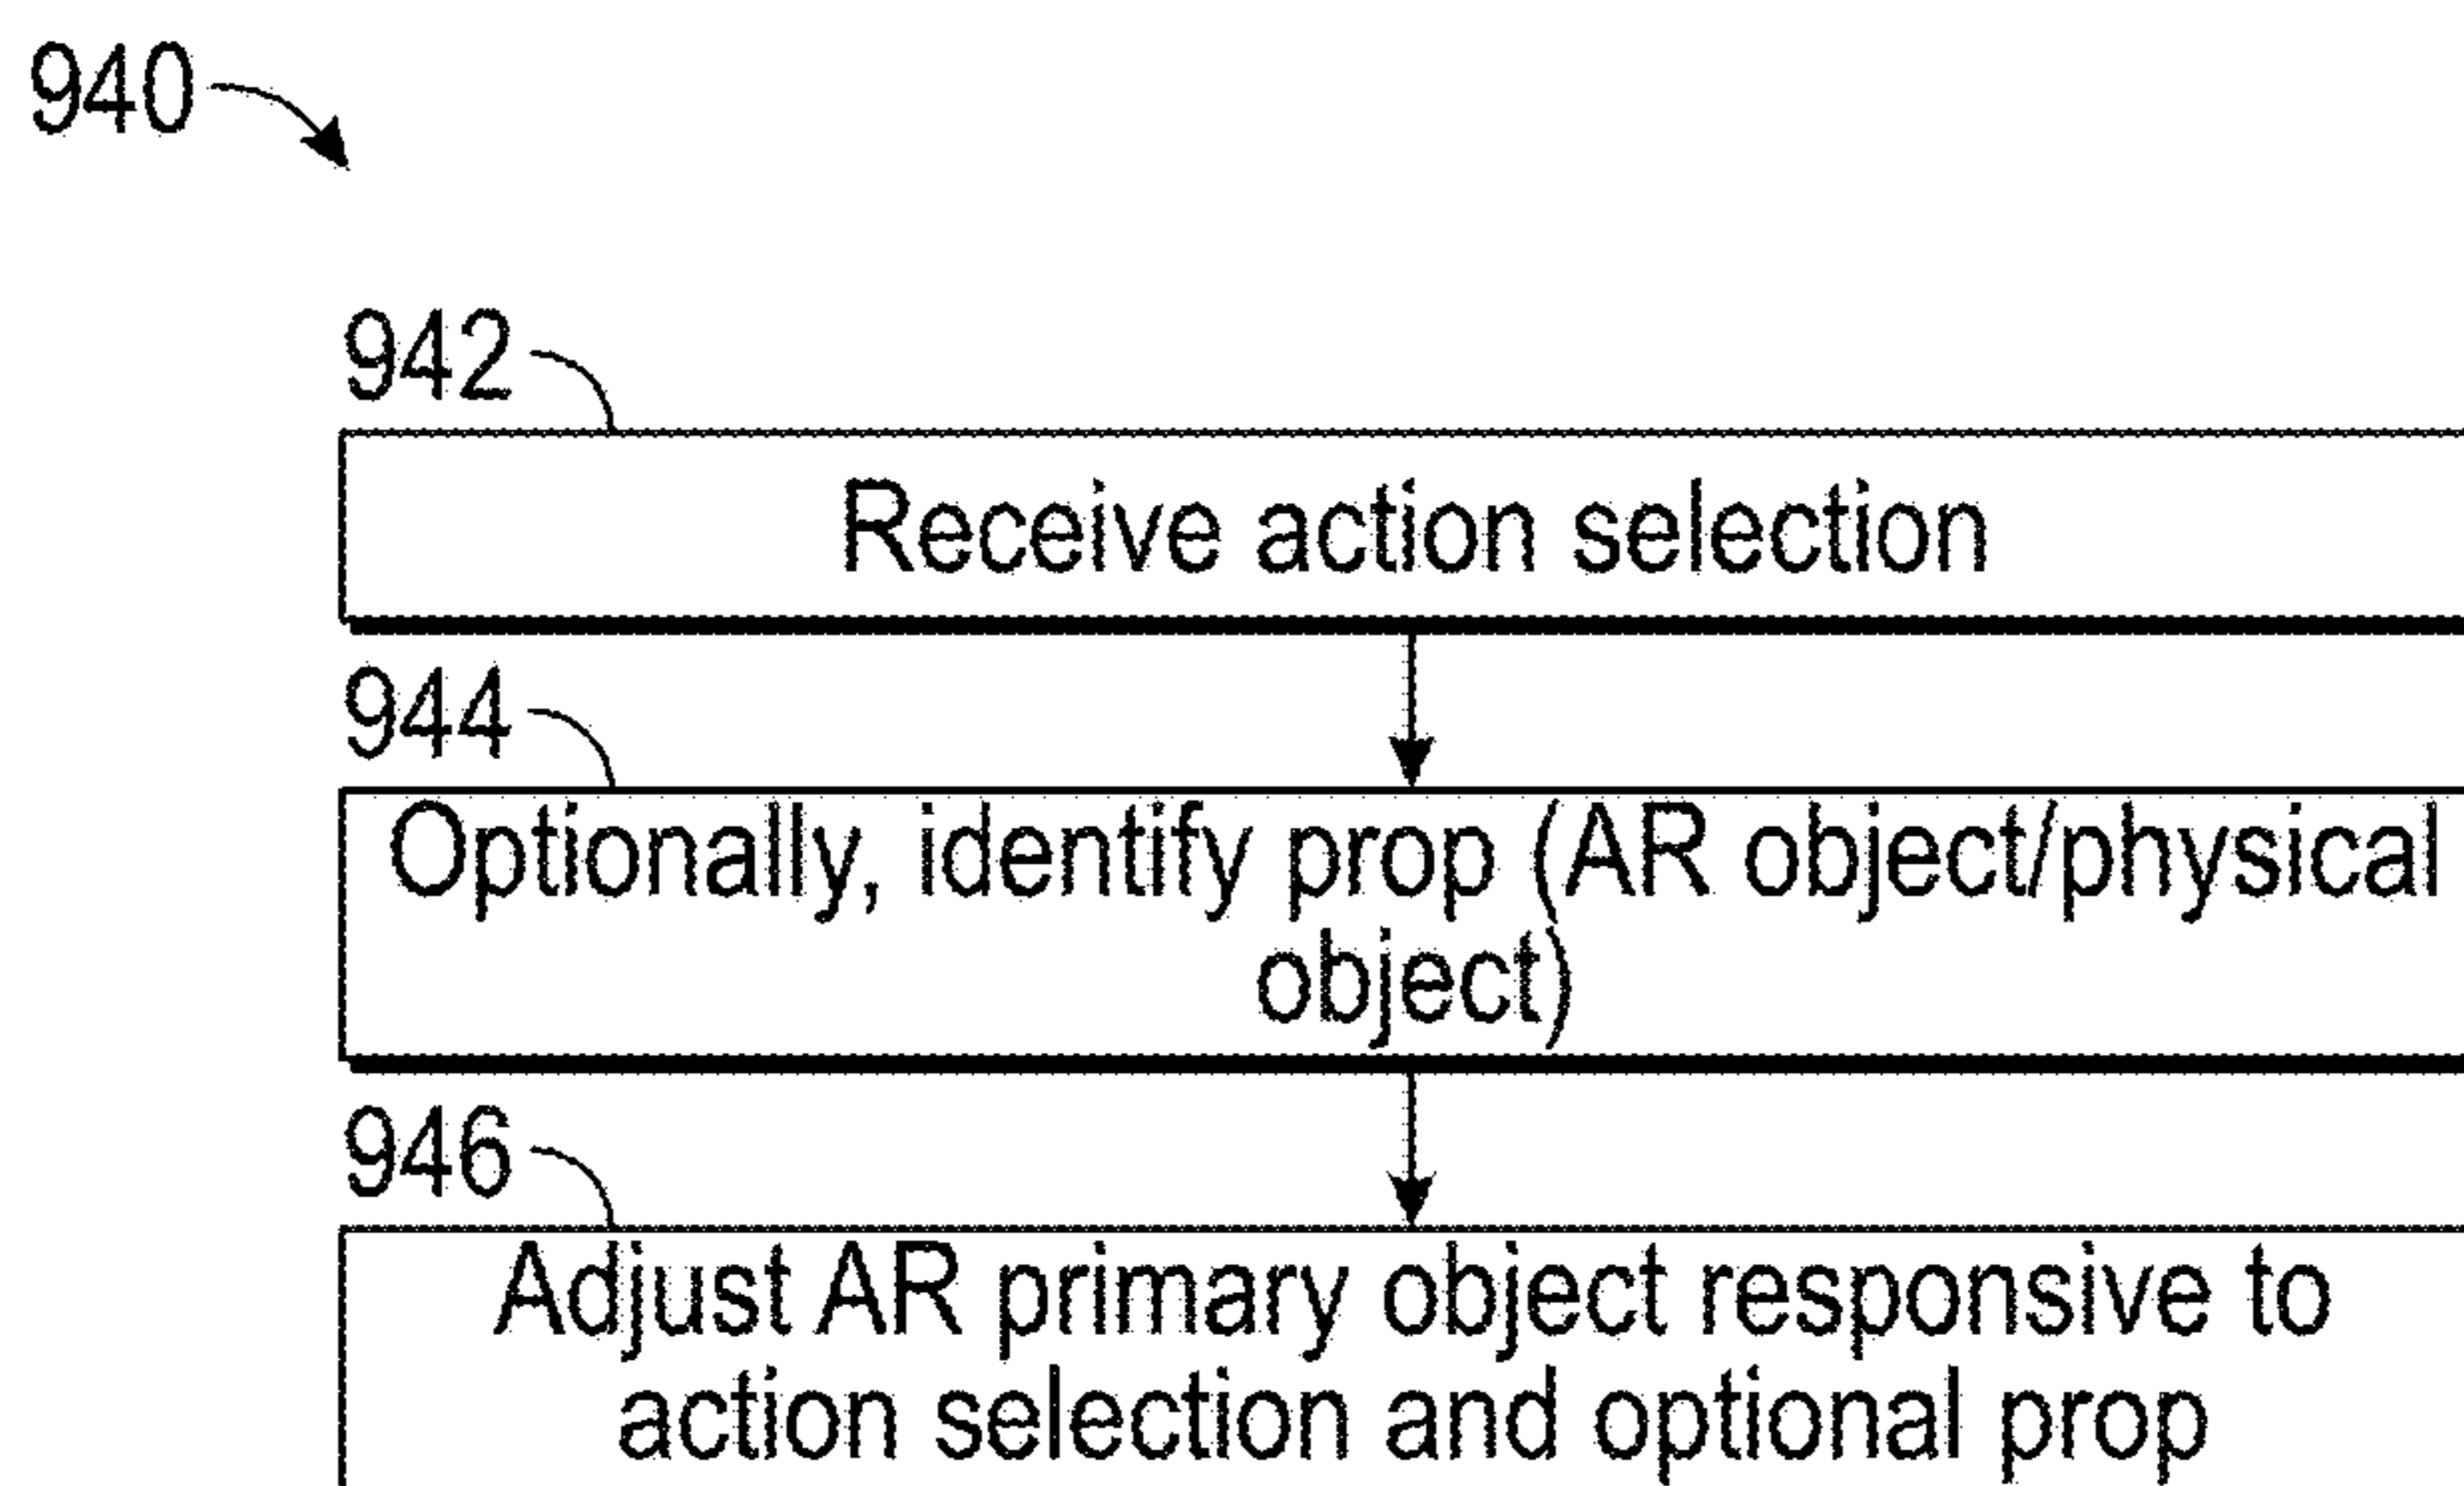 940
942
Receive action selection
944
Optionally, identify prop (AR object/physical
object)
946
Adjust AR primary object responsive to
action selection and optional prop